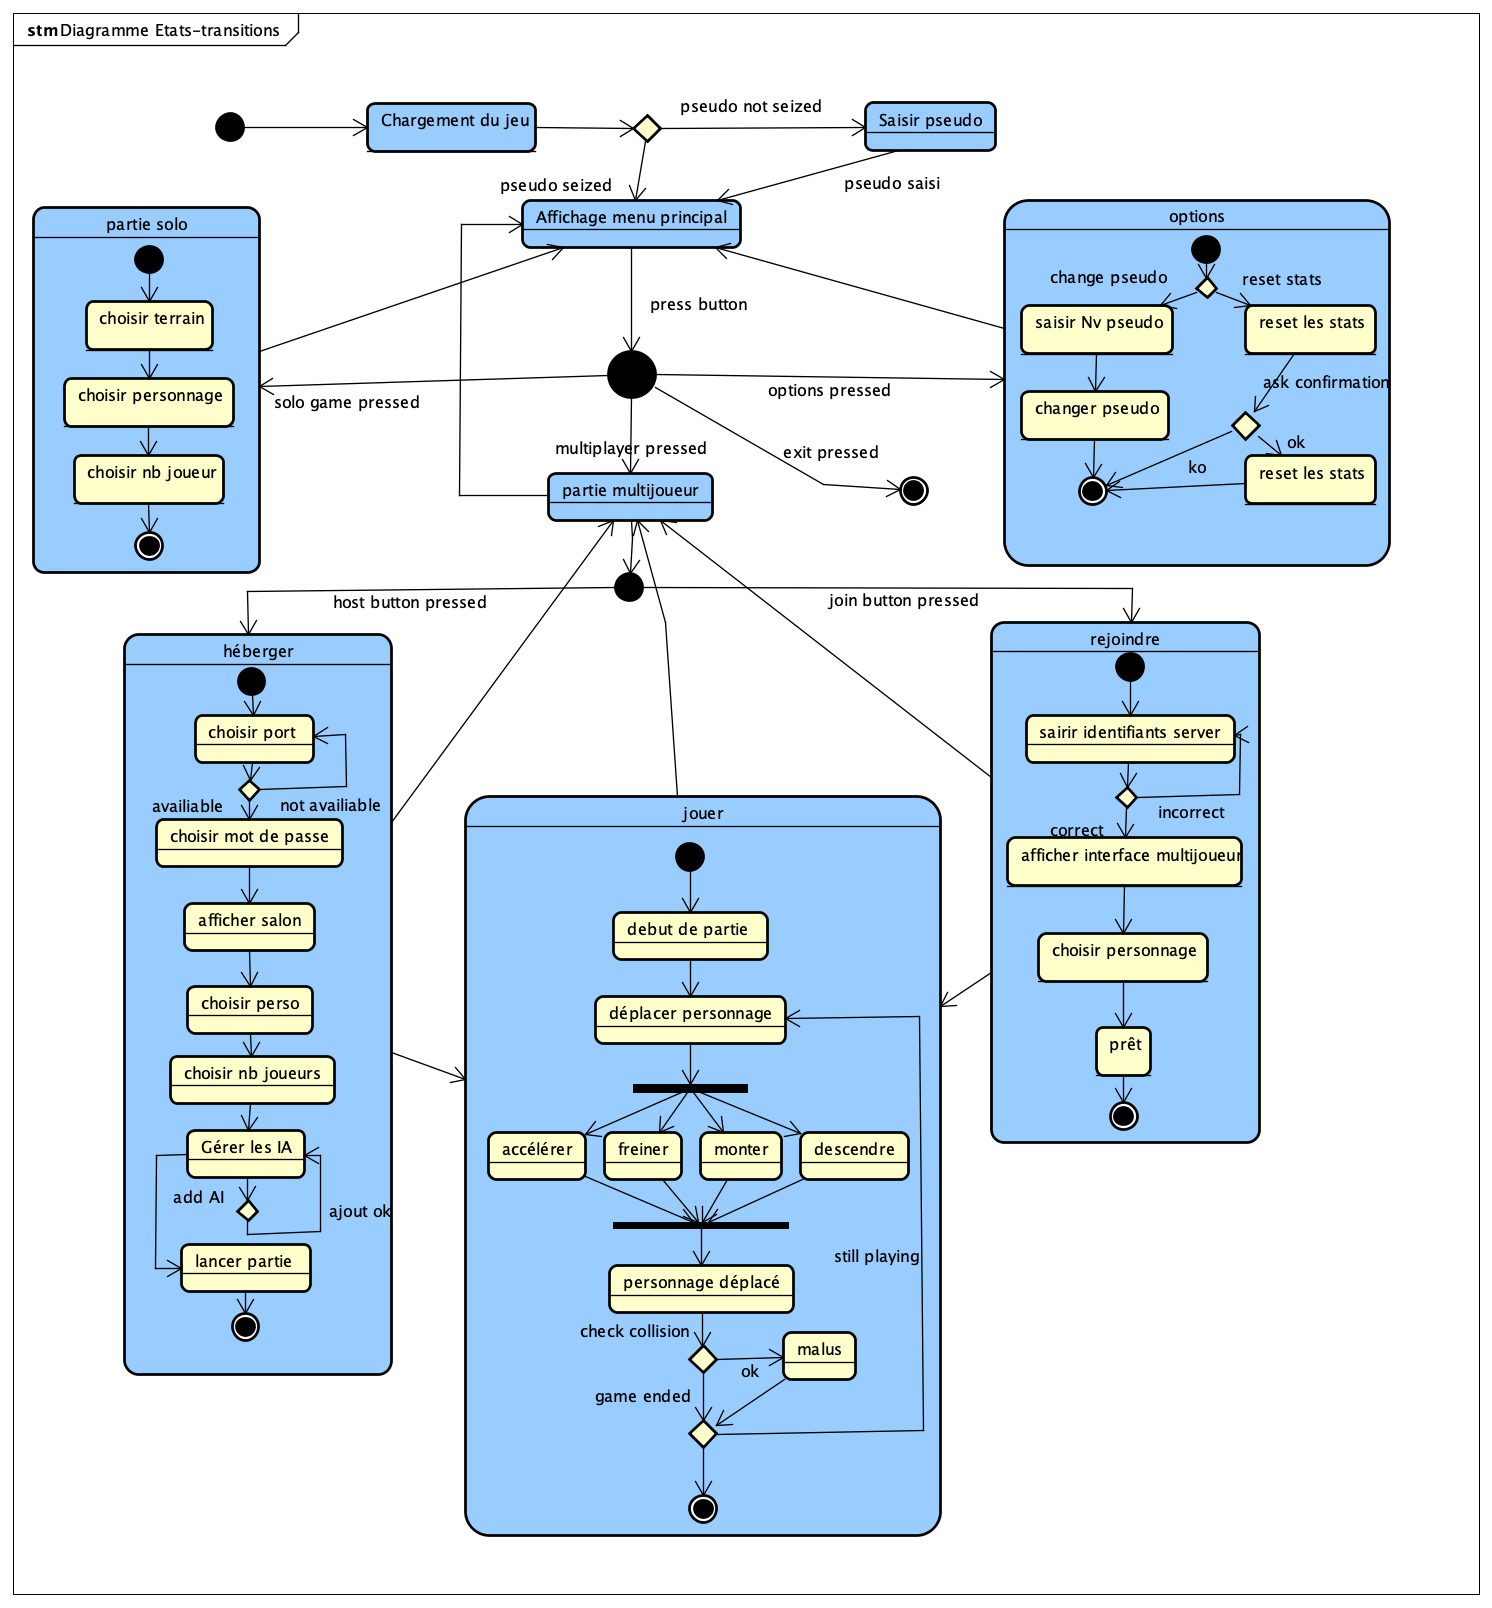 stm Diagramme Etats-transitions
Chargement du jeu
pseudo not seized
Saisir pseudo
pseudo seized
pseudo saisi
Affichage menu principal
press button
solo game pressed
options pressed
multiplayer pressed
exit pressed
partie multijoueur
partie solo
choisir terrain
choisir personnage
choisir nb joueur
options
change pseudo
reset stats
saisir Nv pseudo
reset les stats
ask confirmation
changer pseudo
ok
ko
reset les stats
host button pressed
join button pressed
héberger
choisir port
availiable
not availiable
choisir mot de passe
afficher salon
choisir perso
choisir nb joueurs
Gérer les IA
add AI
ajout ok
lancer partie
jouer
debut de partie
déplacer personnage
accélérer
freiner
monter
descendre
still playing
personnage déplacé
check collision
malus
ok
game ended
rejoindre
sairir identifiants server
incorrect
correct
afficher interface multijoueur
choisir personnage
prêt